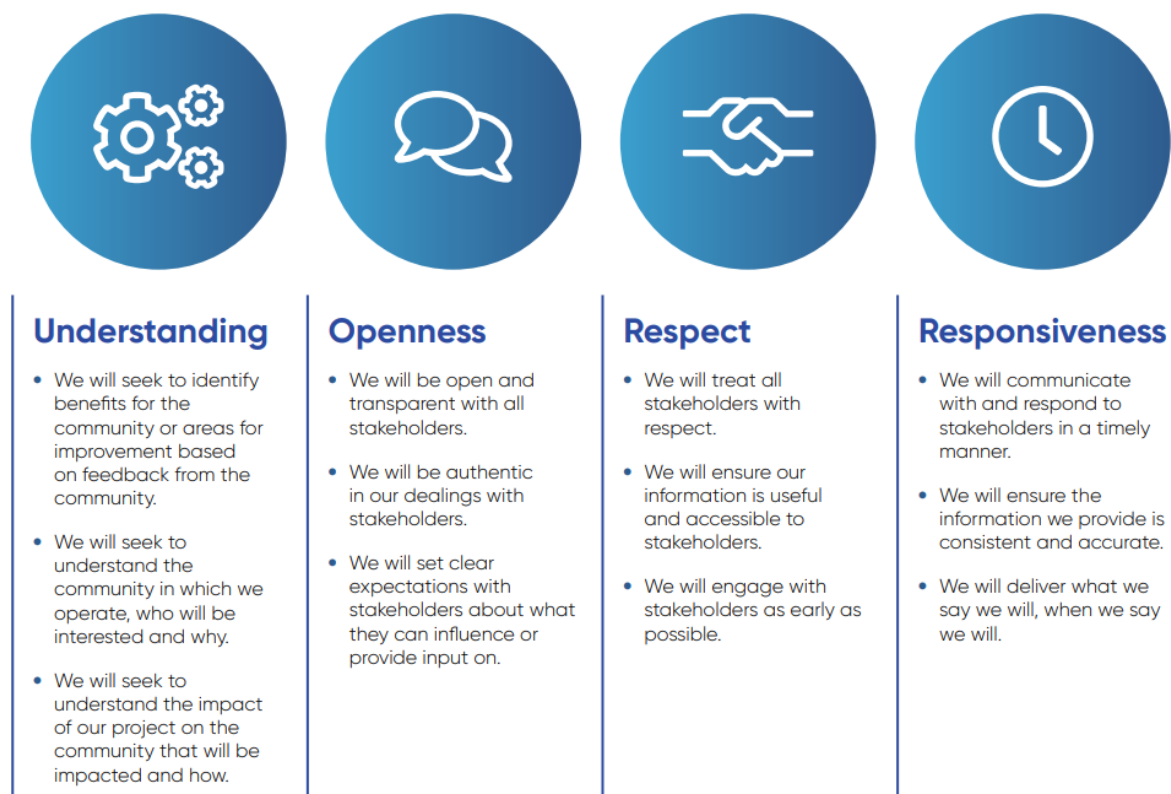 Understanding
• We will seek to identify
benefits for the
community or areas for
improvement based
on feedback from the
community.
• We will seek to
understand the
community in which we
operate, who will be
interested and why.
• We will seek to
understand the impact
of our project on the
community that will be
impacted and how.
Openness
• We will be open and
transparent with all
stakeholders.
• We will be authentic
in our dealings with
stakeholders.
• We will set clear
expectations with
stakeholders about what
they can influence or
provide input on.
Respect
• We will treat all
stakeholders with
respect.
• We will ensure our
information is useful
and accessible to
stakeholders.
• We will engage with
stakeholders as early as
possible.
Responsiveness
• We will communicate
with and respond to
stakeholders in a timely
manner.
• We will ensure the
information we provide is
consistent and accurate.
• We will deliver what we
say we will, when we say
we will.